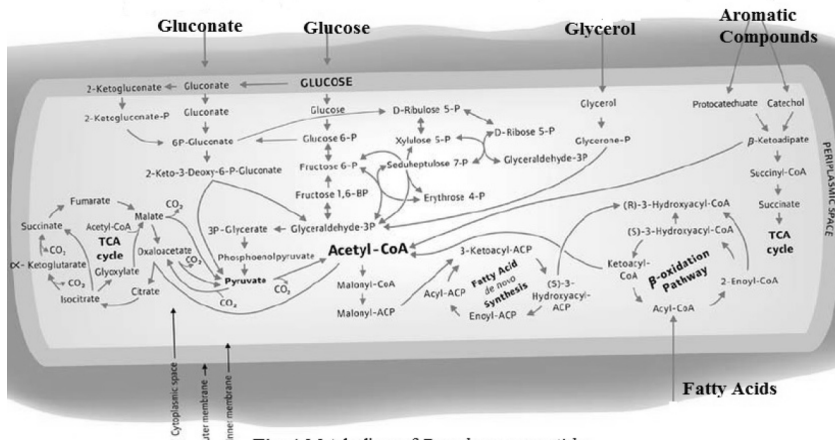 Gluconate
Glucose
Glycerol
Aromatic
Compounds
2-Ketogluconate
Gluconate
GLUCOSE
2-Ketogluconate-P
Gluconate
Glucose
D-Ribulose 5-P
Glycerol
Protocatechuate
Catechol
6P-Gluconate
Glucose 6-P
Xylulose 5-P
D-Ribose 5-P
Glycerone-P
β-Ketoadipate
2-Keto-3-Deoxy-6-P-Gluconate
Fructose 6-P
Seduheptulose 7-P
Glyceraldehyde-3P
Succinyl-CoA
PERIPLASMIC SPACE
Fructose 1,6-BP
Erythrose 4-P
Succinate
Fumarate
CO₂
Malate
3P-Glycerate
Glyceraldehyde-3P
(R)-3-Hydroxyacyl-CoA
TCA
cycle
Succinate
Acetyl-CoA
TCA
cycle
Oxaloacetate
CO₂
Phosphoenolpyruvate
Acetyl-CoA
3-Ketoacyl-ACP
(S)-3-Hydroxyacyl-CoA
CO₂
α- Ketoglutarate
Glyoxylate
CO₂
Pyruvate
CO₂
Malonyl-CoA
Acyl-ACP
Fatty Acid
de novo
Synthesis
(S)-3-
Hydroxyacyl-
ACP
Ketoacyl-
CoA
β-oxidation
Pathway
2-Enoyl-CoA
Isocitrate
CO₂
Citrate
Malonyl-ACP
Enoyl-ACP
Acyl-CoA
Cytoplasmic space
membrane
membrane
Fatty Acids